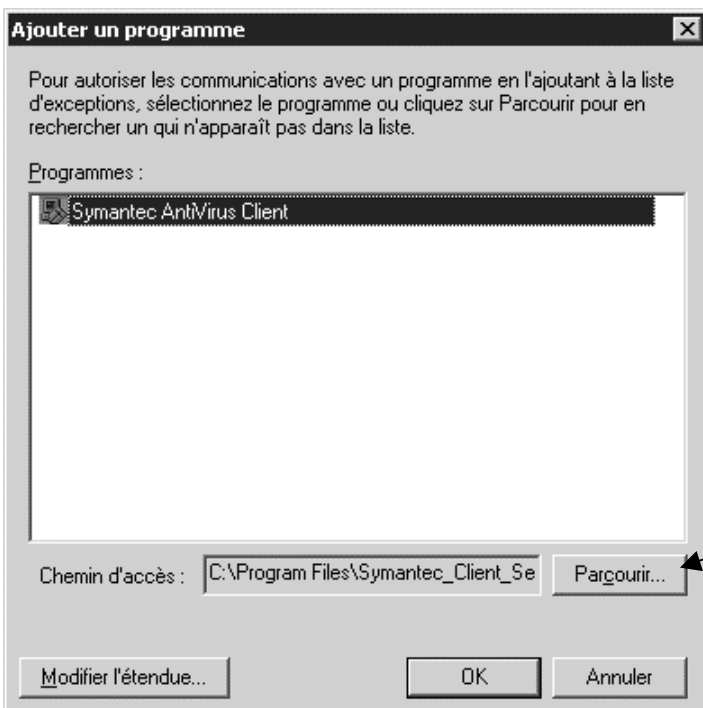 Ajouter un programme
Pour autoriser les communications avec un programme en l'ajoutant à la liste
d'exceptions, sélectionnez le programme ou cliquez sur Parcourir pour en
rechercher un qui n'apparaît pas dans la liste.
Programmes :
Symantec AntiVirus Client
Chemin d'accès : C:\Program Files\Symantec_Client_Se Parcourir...
Modifier l'étendue... OK Annuler